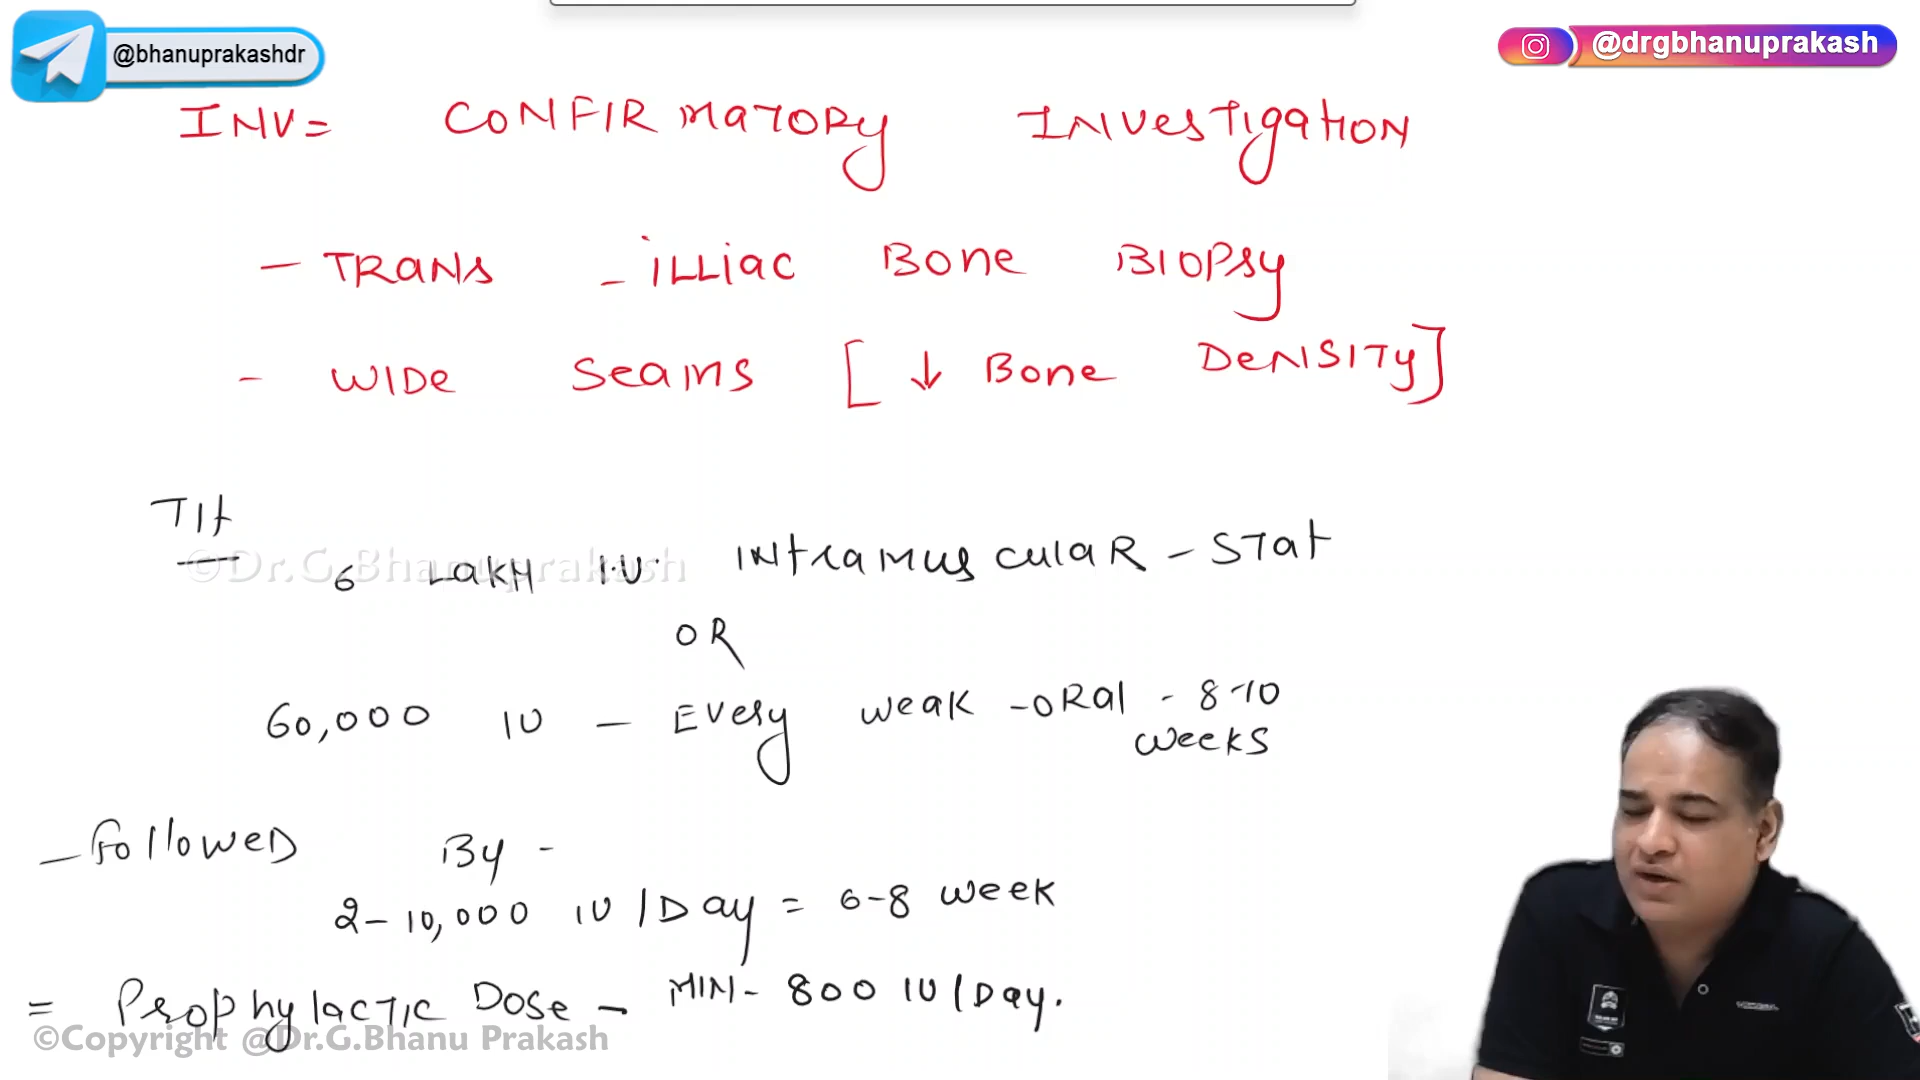 @bhanuprakashdr
@drgbhanuprakash
INV= CONFIRMATORY INVESTIGATION
- TRANS - ILLIAC BONE BIOPSY
- WIDE SEAMS [ ↓ BONE DENSITY]
Tlt
©Dr.G.Bhanuprakash
6 LAKH I.U. INTRAMUSCULAR - STAT
OR
60,000 IU - EVERY WEAK - ORAl - 8-10
WEEKS
- FOLLOWED By -
2-10,000 IU / DAY = 6-8 WEEK
= PROPHYLACTIC DOSE - MIN- 800 IU / DAY.
©Copyright @Dr.G.Bhanu Prakash